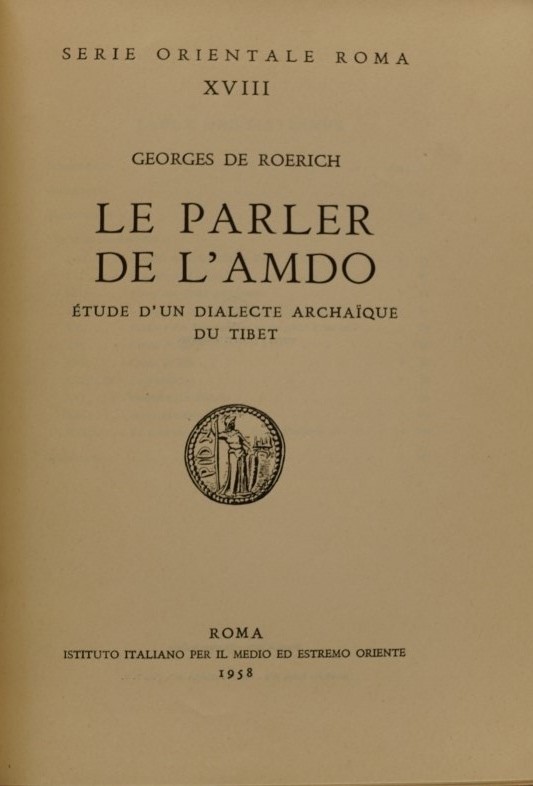 SERIE ORIENTALE ROMA
XVIII
GEORGES DE ROERICH
LE PARLER
DE L'AMDO
ÉTUDE D'UN DIALECTE ARCHAÏQUE
DU TIBET
ROMA
ISTITUTO ITALIANO PER IL MEDIO ED ESTREMO ORIENTE
1958